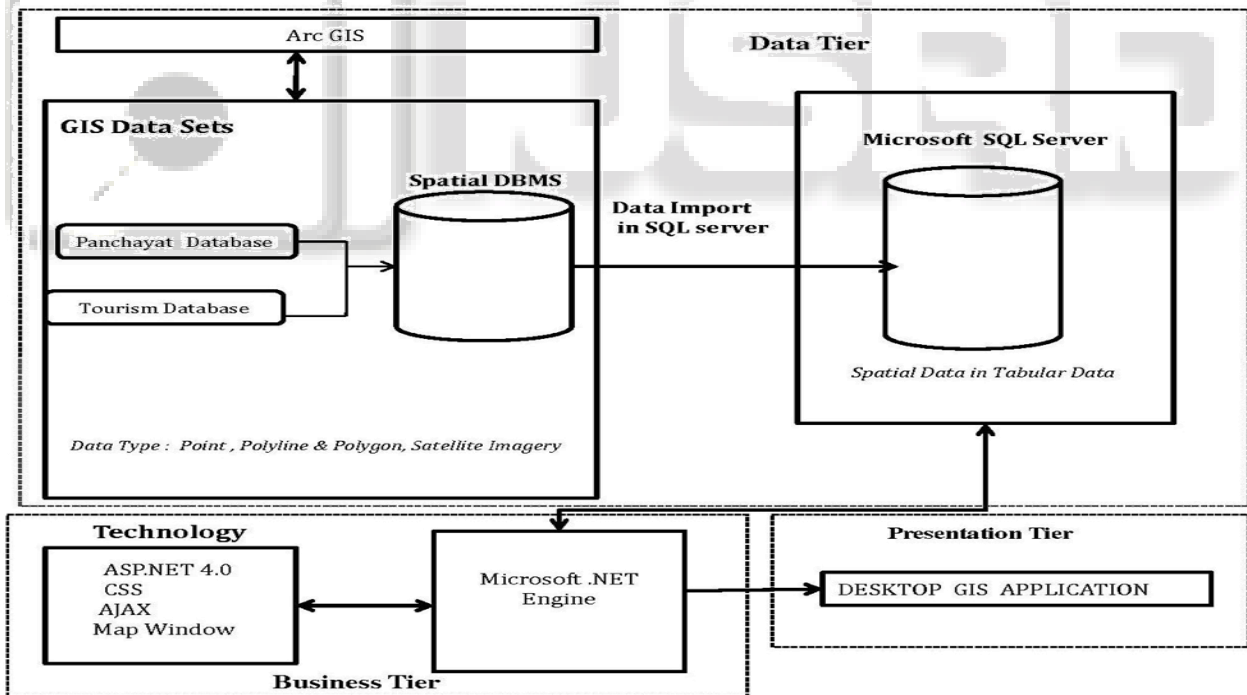 Arc GIS
Data Tier
GIS Data Sets
Spatial DBMS
Panchayat Database
Tourism Database
Data Type : Point , Polyline & Polygon, Satellite Imagery
Data Import
in SQL server
Microsoft SQL Server
Spatial Data in Tabular Data
Technology
ASP.NET 4.0
CSS
AJAX
Map Window
Microsoft .NET
Engine
Business Tier
Presentation Tier
DESKTOP GIS APPLICATION